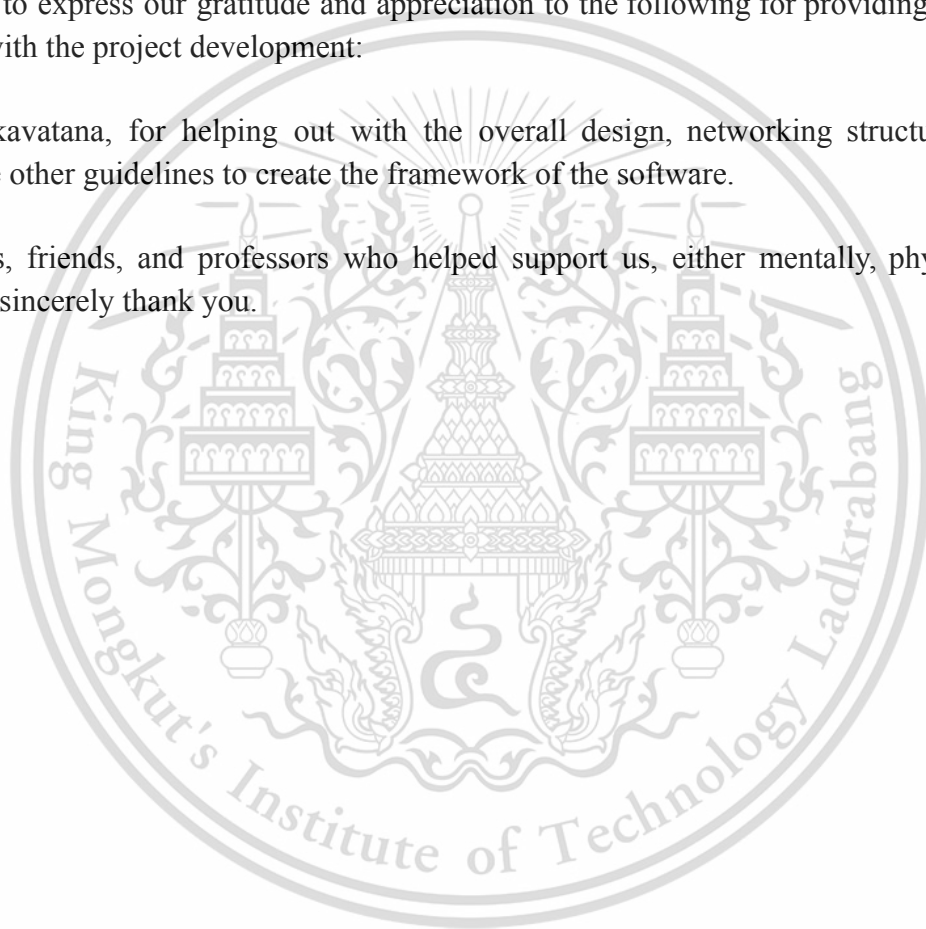 to express our gratitude and appreciation to the following for providing
with the project development:
kavatana, for helping out with the overall design, networking structu
other guidelines to create the framework of the software.
s, friends, and professors who helped support us, either mentally, phy
sincerely thank you.
King Mongkut's Institute of Technology Ladkrabang
๔